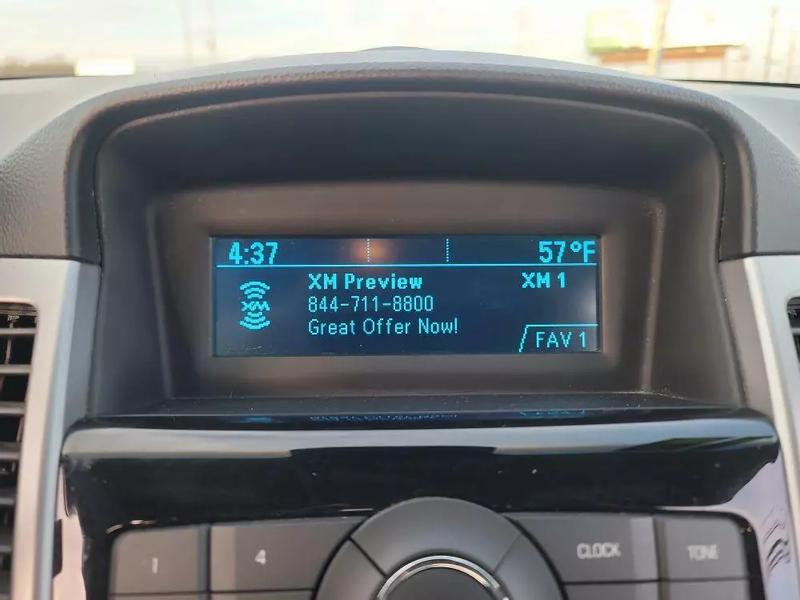 4:37 57°F
XM Preview XM 1
XM 844-711-8800
Great Offer Now!
FAV 1
1 4 CLOCK TONE